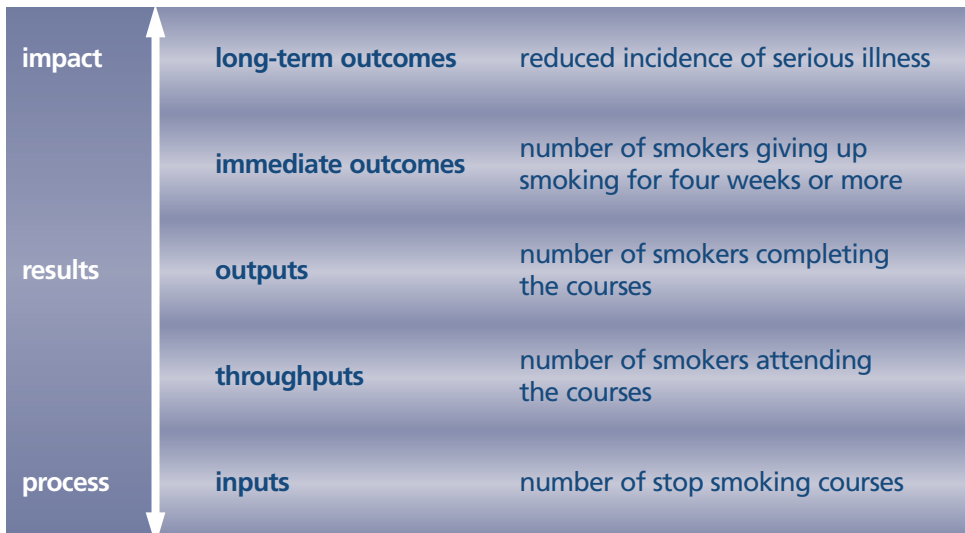 impact
long-term outcomes
reduced incidence of serious illness
immediate outcomes
number of smokers giving up
smoking for four weeks or more
results
outputs
number of smokers completing
the courses
throughputs
number of smokers attending
the courses
process
inputs
number of stop smoking courses